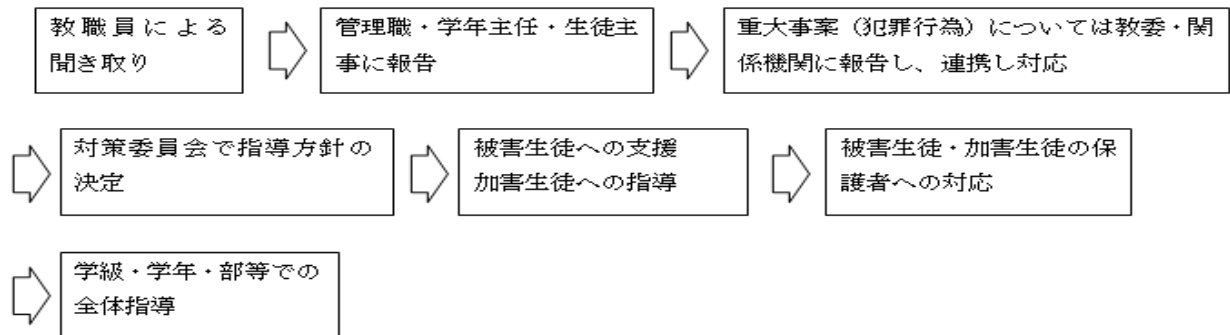 教職員による
聞き取り
管理職・学年主任・生徒主
事に報告
重大事案（犯罪行為）については教委・関
係機関に報告し、連携し対応
対策委員会で指導方針の
決定
被害生徒への支援
加害生徒への指導
被害生徒・加害生徒の保
護者への対応
学級・学年・部等での
全体指導